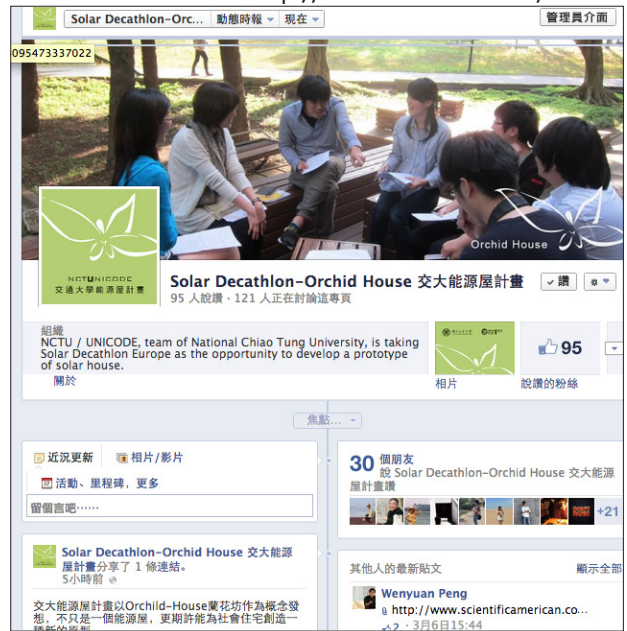 Solar Decathlon-Orc...
動態時報
現在
管理員介面
095473337022
Orchid House
NCTUNICODE
交通大學能源屋計畫
Solar Decathlon-Orchid House 交大能源屋計畫
95 人說讚 · 121 人正在討論這專頁
讚
組織
NCTU / UNICODE, team of National Chiao Tung University, is taking
Solar Decathlon Europe as the opportunity to develop a prototype
of solar house.
關於
95
相片
說讚的粉絲
焦點...
近況更新
相片/影片
活動、里程碑，更多
留個言吧⋯⋯
Solar Decathlon-Orchid House 交大能源
屋計畫分享了 1 條連結。
5小時前
交大能源屋計畫以Orchild-House蘭花坊作為概念發
想，不只是一個能源屋，更期許能為社會住宅創造一
種新的原型
30 個朋友
說 Solar Decathlon-Orchid House 交大能源
屋計畫讚
+21
其他人的最新貼文
顯示全部
Wenyuan Peng
http://www.scientificamerican.co...
2 · 3月6日15:44